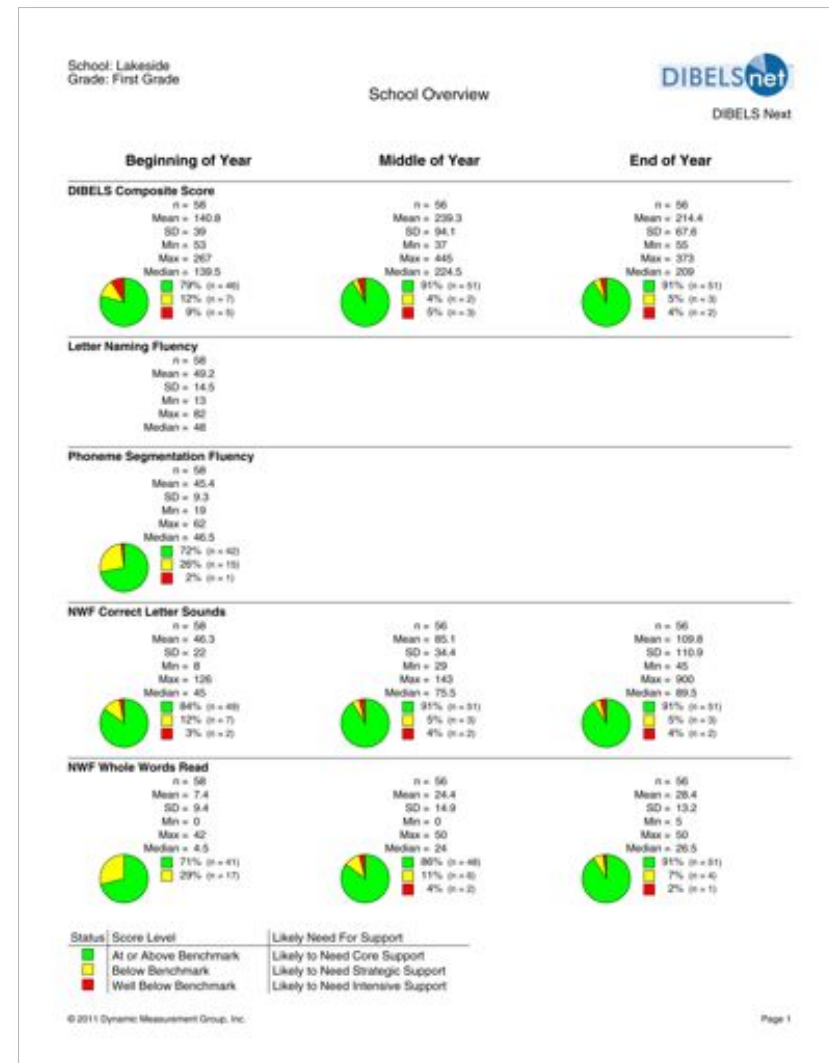 School: Lakeside
Grade: First Grade
School Overview
DIBELSnet
DIBELS Next
Beginning of Year Middle of Year End of Year
DIBELS Composite Score
n = 58 n = 56 n = 56
Mean = 140.8 Mean = 239.3 Mean = 214.4
SD = 39 SD = 94.1 SD = 67.6
Min = 53 Min = 37 Min = 55
Max = 267 Max = 445 Max = 373
Median = 139.5 Median = 224.5 Median = 209
79% (n = 46) 91% (n = 51) 91% (n = 51)
12% (n = 7) 4% (n = 2) 5% (n = 3)
9% (n = 5) 5% (n = 3) 4% (n = 2)
Letter Naming Fluency
n = 58
Mean = 49.2
SD = 14.5
Min = 13
Max = 82
Median = 48
Phoneme Segmentation Fluency
n = 58
Mean = 45.4
SD = 9.3
Min = 19
Max = 62
Median = 46.5
72% (n = 42)
26% (n = 15)
2% (n = 1)
NWF Correct Letter Sounds
n = 58 n = 56 n = 56
Mean = 46.3 Mean = 85.1 Mean = 109.8
SD = 22 SD = 34.4 SD = 110.9
Min = 8 Min = 29 Min = 45
Max = 126 Max = 143 Max = 900
Median = 45 Median = 75.5 Median = 89.5
84% (n = 49) 91% (n = 51) 91% (n = 51)
12% (n = 7) 5% (n = 3) 5% (n = 3)
3% (n = 2) 4% (n = 2) 4% (n = 2)
NWF Whole Words Read
n = 58 n = 56 n = 56
Mean = 7.4 Mean = 24.4 Mean = 28.4
SD = 9.4 SD = 14.9 SD = 13.2
Min = 0 Min = 0 Min = 5
Max = 42 Max = 50 Max = 50
Median = 4.5 Median = 24 Median = 26.5
71% (n = 41) 86% (n = 48) 91% (n = 51)
29% (n = 17) 11% (n = 6) 7% (n = 4)
4% (n = 2) 2% (n = 1)
Status Score Level Likely Need For Support
At or Above Benchmark Likely to Need Core Support
Below Benchmark Likely to Need Strategic Support
Well Below Benchmark Likely to Need Intensive Support
© 2011 Dynamic Measurement Group, Inc. Page 1